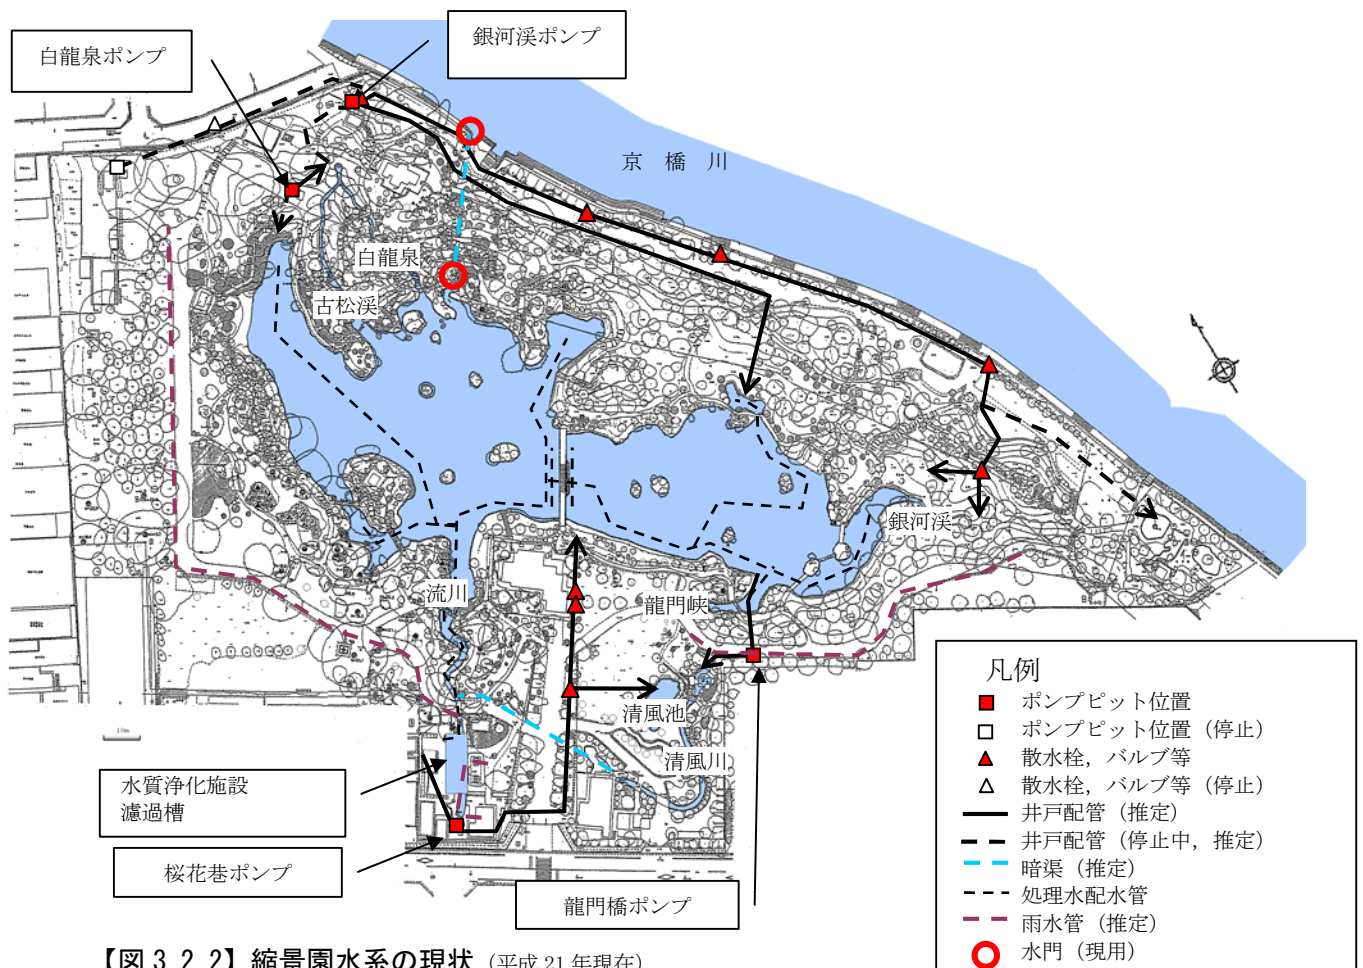 銀河渓ポンプ
白龍泉ポンプ
京橋川
白龍泉
古松渓
銀河渓
流川
龍門峡
清風池
清風川
10m
水質浄化施設
濾過槽
桜花巷ポンプ
龍門橋ポンプ
凡例
ポンプピット位置
ポンプピット位置（停止）
散水栓，バルブ等
散水栓，バルブ等（停止）
井戸配管（推定）
井戸配管（停止中，推定）
暗渠（推定）
処理水配水管
雨水管（推定）
水門（現用）
【図 3.2.2】縮景園水系の現状（平成 21 年現在）